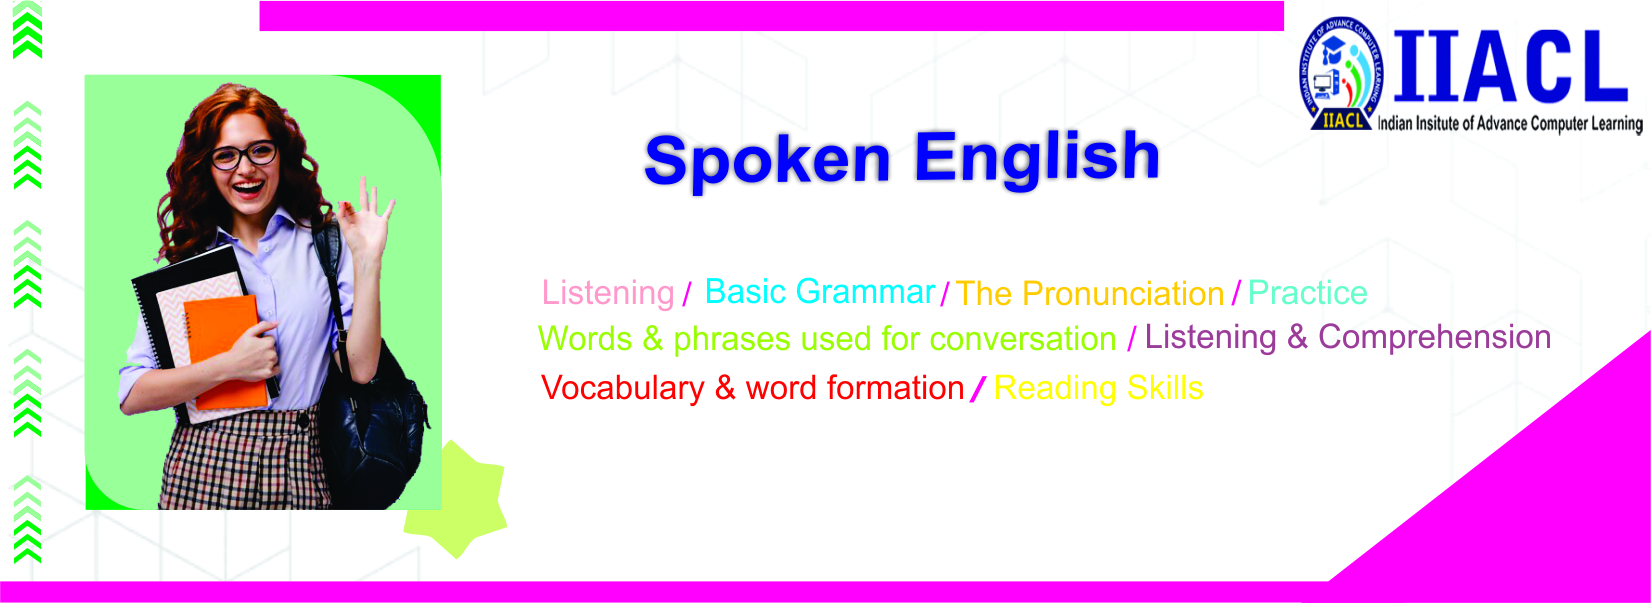 INDIAN INSTITUTE OF ADVANCE COMPUTER LEARNING
IIACL
IIACL
Indian Insitute of Advance Computer Learning
Spoken English
Listening / Basic Grammar / The Pronunciation / Practice
Words & phrases used for conversation / Listening & Comprehension
Vocabulary & word formation / Reading Skills